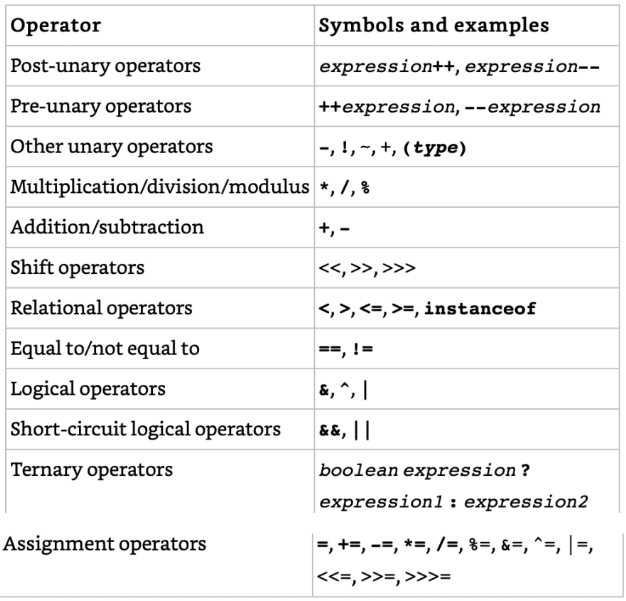 Operator Symbols and examples
Post-unary operators expression++, expression--
Pre-unary operators ++expression, --expression
Other unary operators -, !, ~, +, (type)
Multiplication/division/modulus *, /, %
Addition/subtraction +, -
Shift operators <<, >>, >>>
Relational operators <, >, <=, >=, instanceof
Equal to/not equal to ==, !=
Logical operators &, ^, |
Short-circuit logical operators &&, ||
Ternary operators boolean expression ?
expression1 : expression2
Assignment operators =, +=, -=, *=, /=, %=, &=, ^=, |=,
<<=, >>=, >>>=